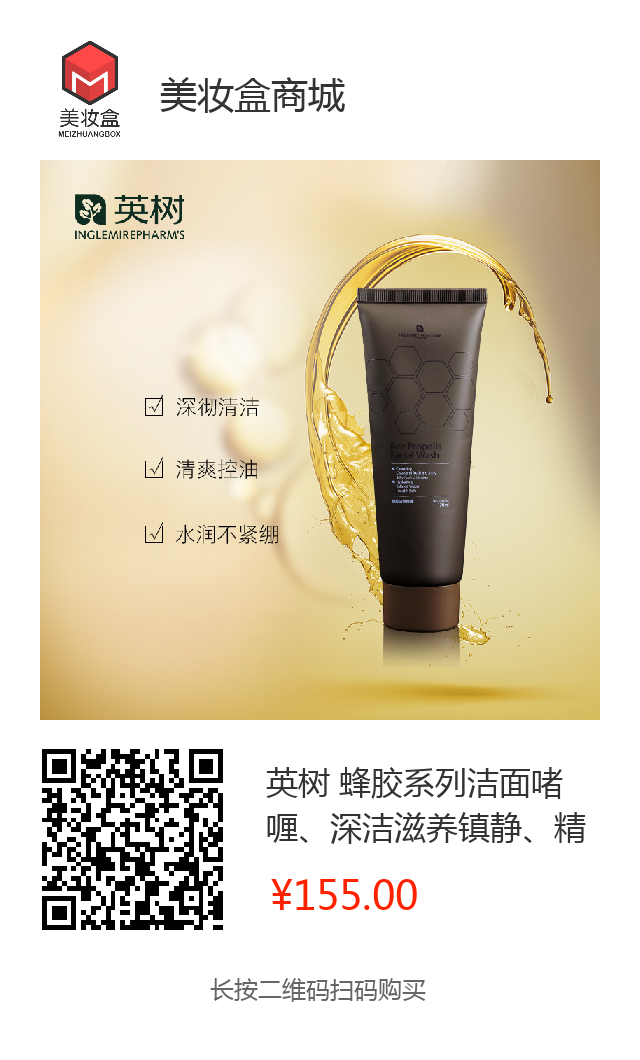 美妆盒
MEIZHUANGBOX
美妆盒商城
英树
INGLEMIREPHARM'S
深彻清洁
清爽控油
水润不紧绷
Bee Propolis
Facial Wash
英树 蜂胶系列洁面啫
喱、深洁滋养镇静、精
¥155.00
长按二维码扫码购买